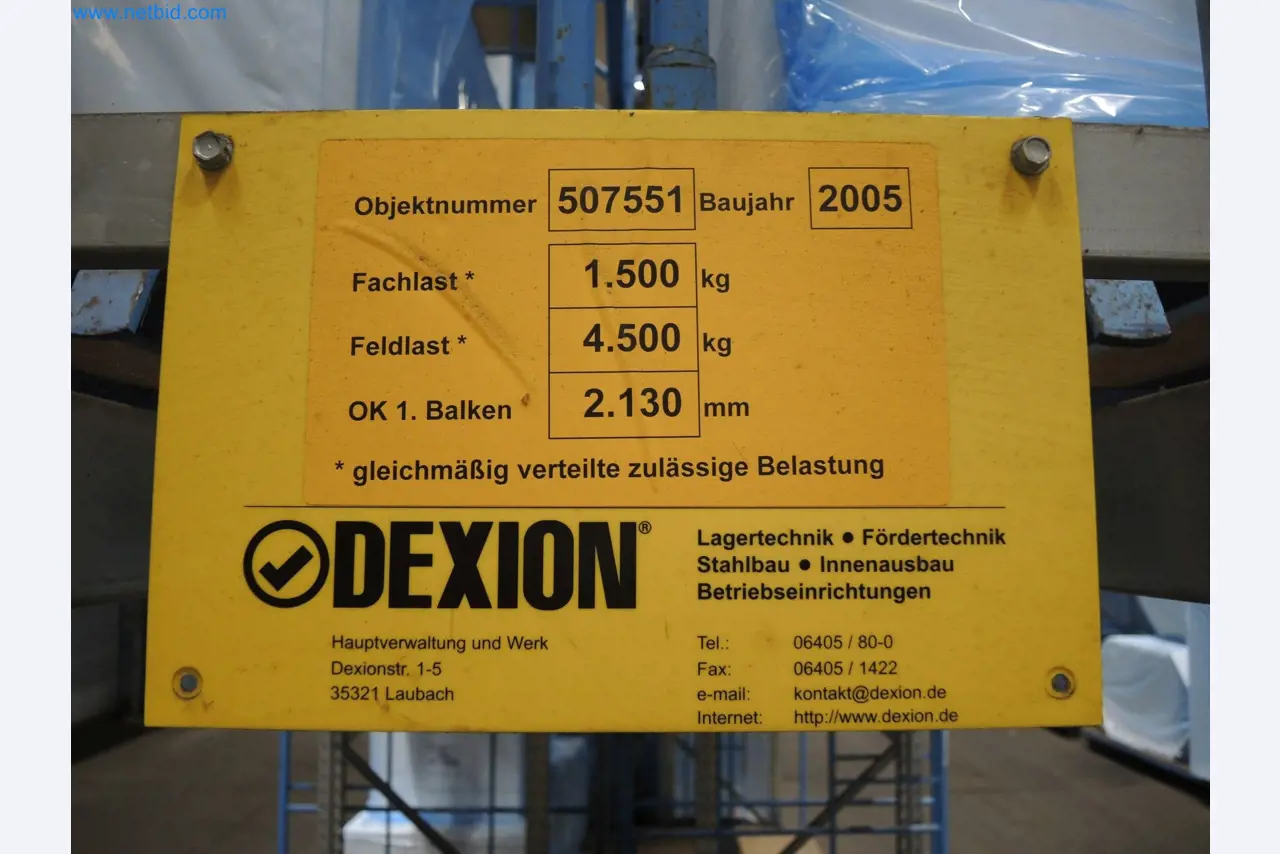 www.netbid.com
Objektnummer 507551 Baujahr 2005
Fachlast * 1.500 kg
Feldlast * 4.500 kg
OK 1. Balken 2.130 mm
* gleichmäßig verteilte zulässige Belastung
DEXION®
Lagertechnik ● Fördertechnik
Stahlbau ● Innenausbau
Betriebseinrichtungen
Hauptverwaltung und Werk
Dexionstr. 1-5
35321 Laubach
Tel.: 06405 / 80-0
Fax: 06405 / 1422
e-mail: kontakt@dexion.de
Internet: http://www.dexion.de